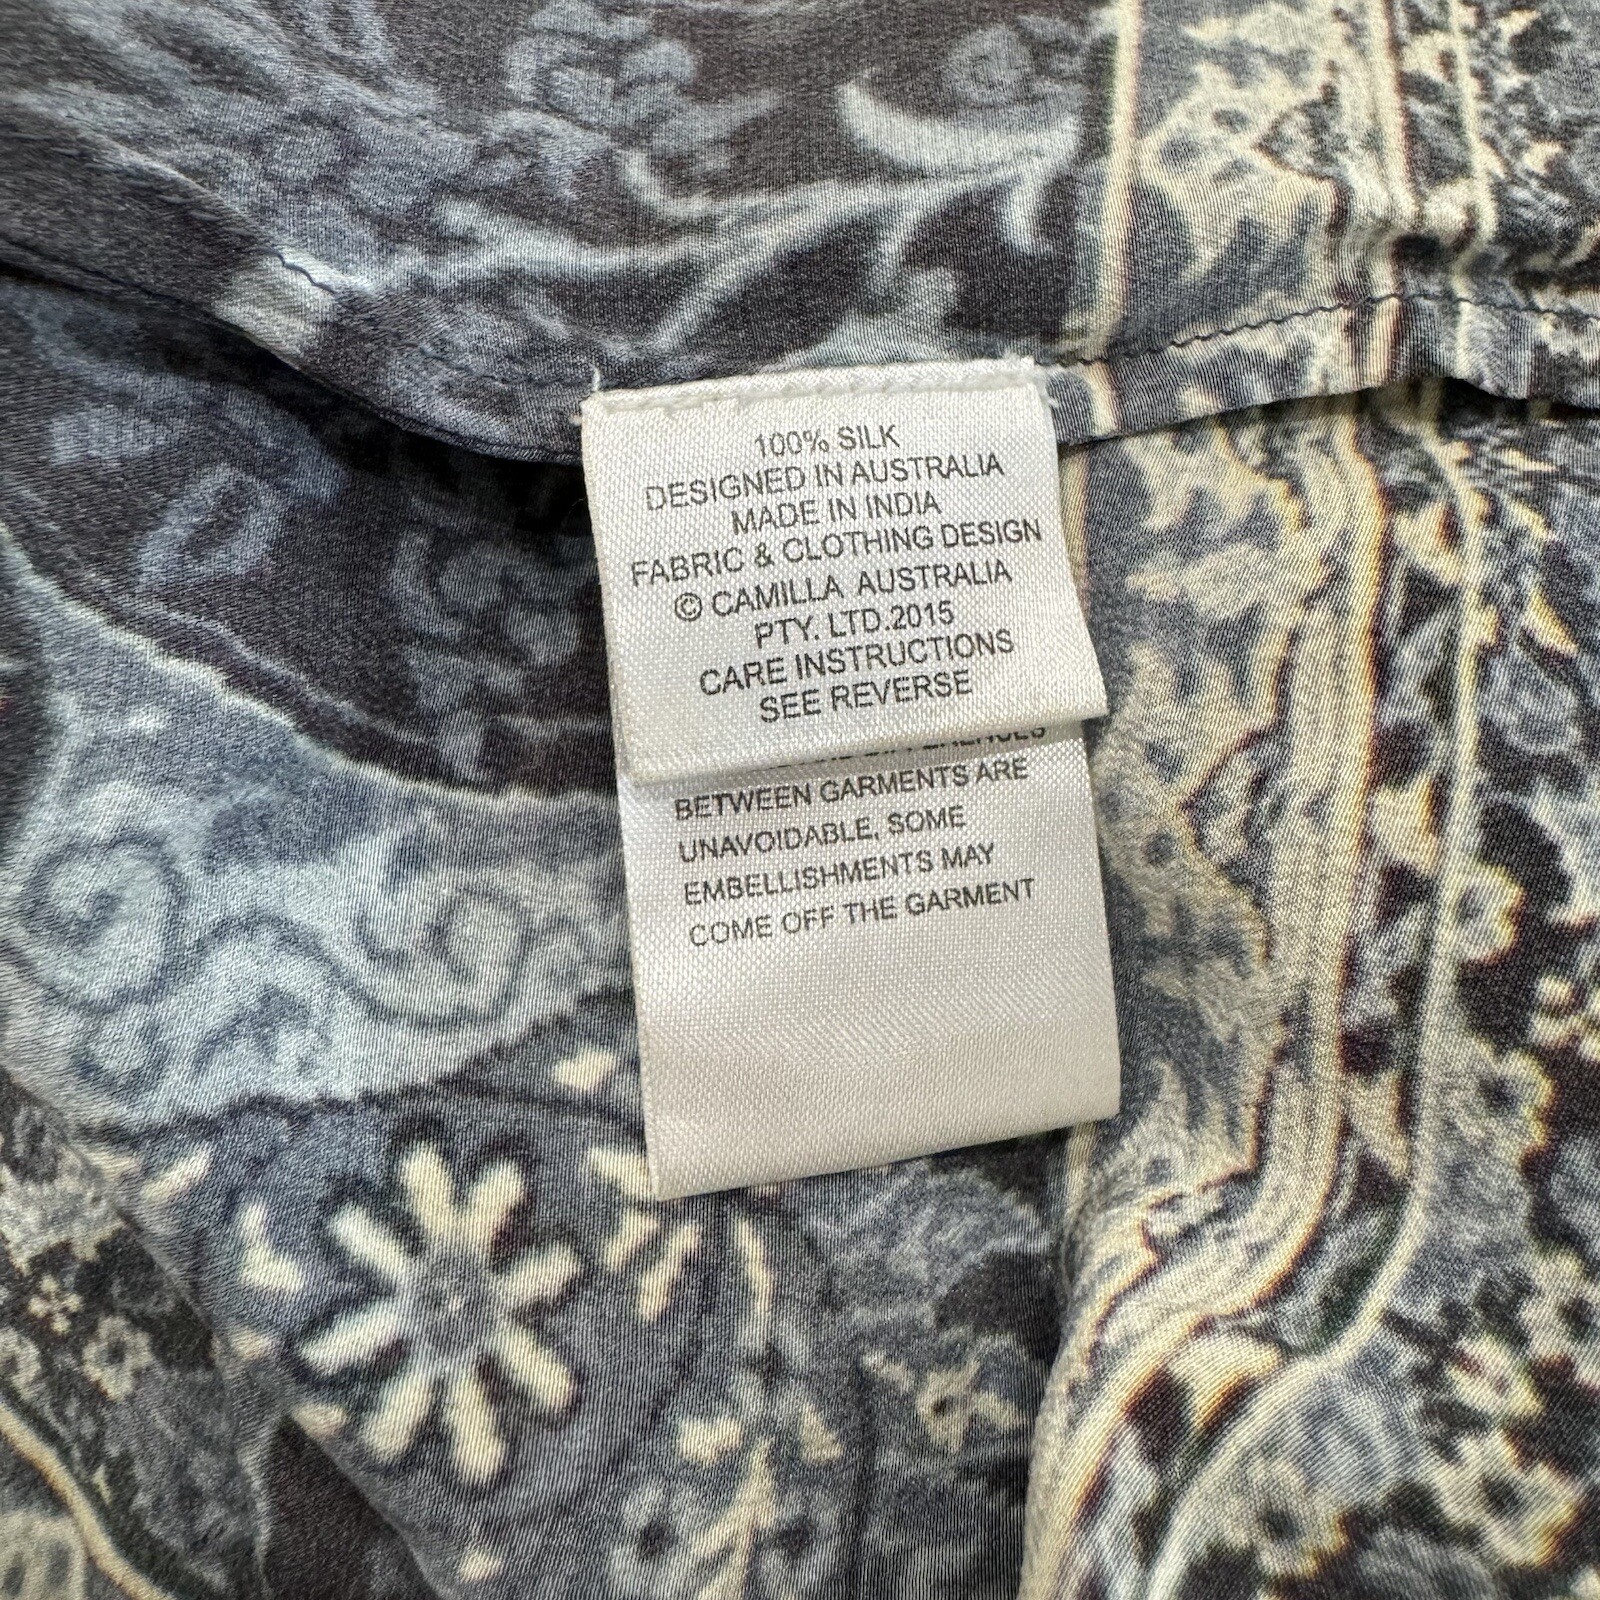 100% SILK
DESIGNED IN AUSTRALIA
MADE IN INDIA
FABRIC & CLOTHING DESIGN
© CAMILLA AUSTRALIA
PTY. LTD.2015
CARE INSTRUCTIONS
SEE REVERSE
BETWEEN GARMENTS ARE
UNAVOIDABLE, SOME
EMBELLISHMENTS MAY
COME OFF THE GARMENT